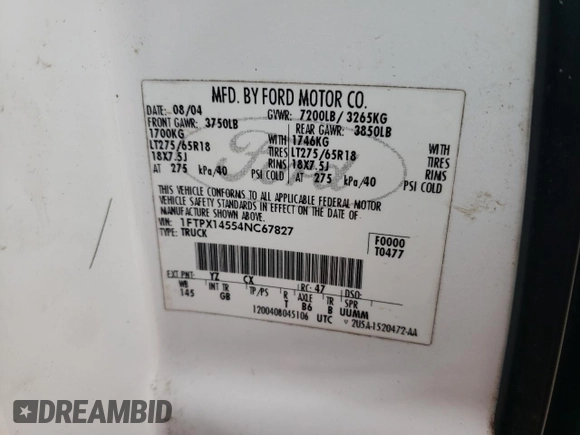 MFD. BY FORD MOTOR CO.
DATE: 08/04 GVWR: 7200LB/ 3265KG
FRONT GAWR: 3750LB REAR GAWR: 3850LB
1700KG WITH 1746KG WITH
LT275/65R18 TIRES LT275/65R18 TIRES
18X7.5J RIMS 18X7.5J RIMS
AT 275 kPa/40 PSI COLD AT 275 kPa/40 PSI COLD
THIS VEHICLE CONFORMS TO ALL APPLICABLE FEDERAL MOTOR
VEHICLE SAFETY STANDARDS IN EFFECT ON THE DATE OF
MANUFACTURE SHOWN ABOVE.
VIN: 1FTPX14554NC67827
TYPE: TRUCK
F0000
T0477
Ford
EXT PNT: YZ CX RC: 47 DSO:
WB INT TR TP/PS R AXLE TR SPR
145 GB T B6 B UUMM
1200408045106 UTC 2U5A-1520472-AA
DREAMBID